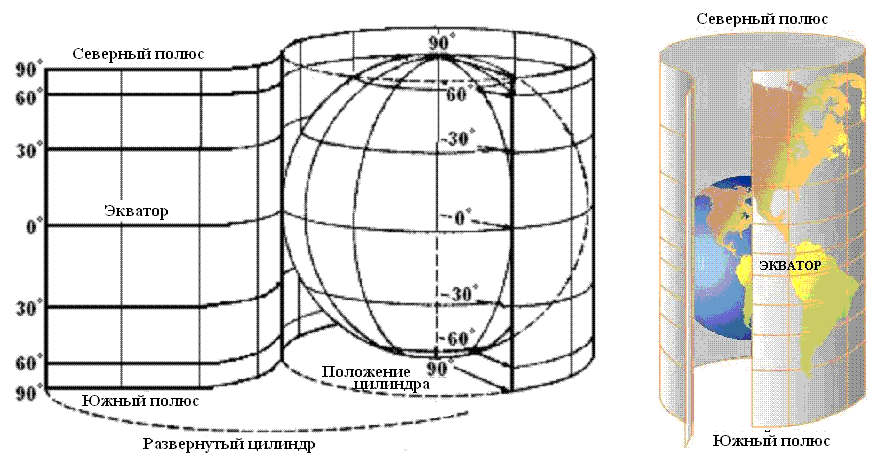 Северный полюс
90°
60°
30°
Экватор
0°
30°
60°
90°
Южный полюс
Развернутый цилиндр
90°
60°
30°
0°
30°
60°
90°
Положение
цилиндра
Северный полюс
ЭКВАТОР
Южный полюс